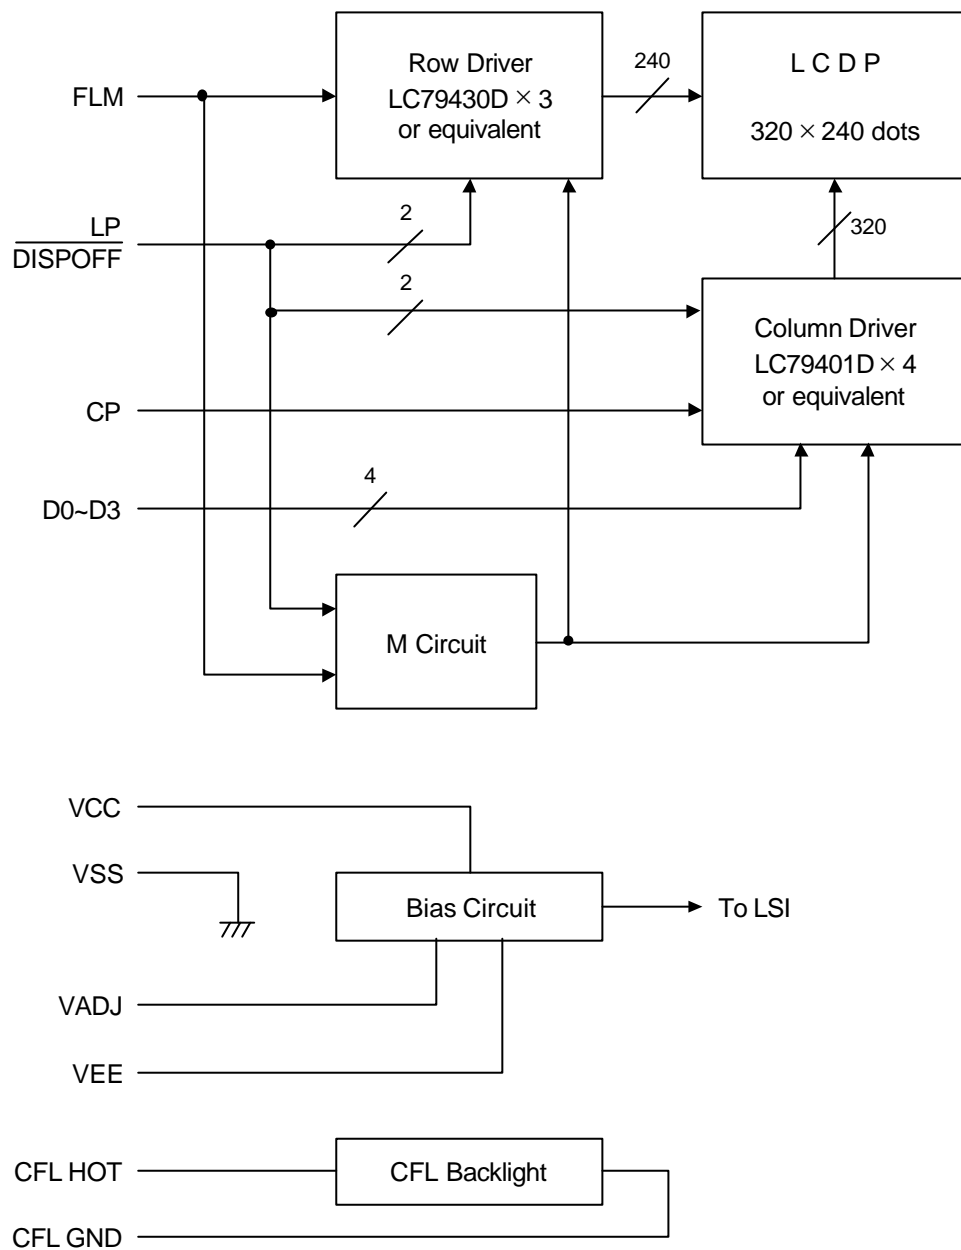 FLM
Row Driver
LC79430D × 3
or equivalent
240
L C D P
320 × 240 dots
LP
DISPOFF
2
320
2
Column Driver
LC79401D × 4
or equivalent
CP
4
D0~D3
M Circuit
VCC
VSS
Bias Circuit
To LSI
VADJ
VEE
CFL HOT
CFL Backlight
CFL GND